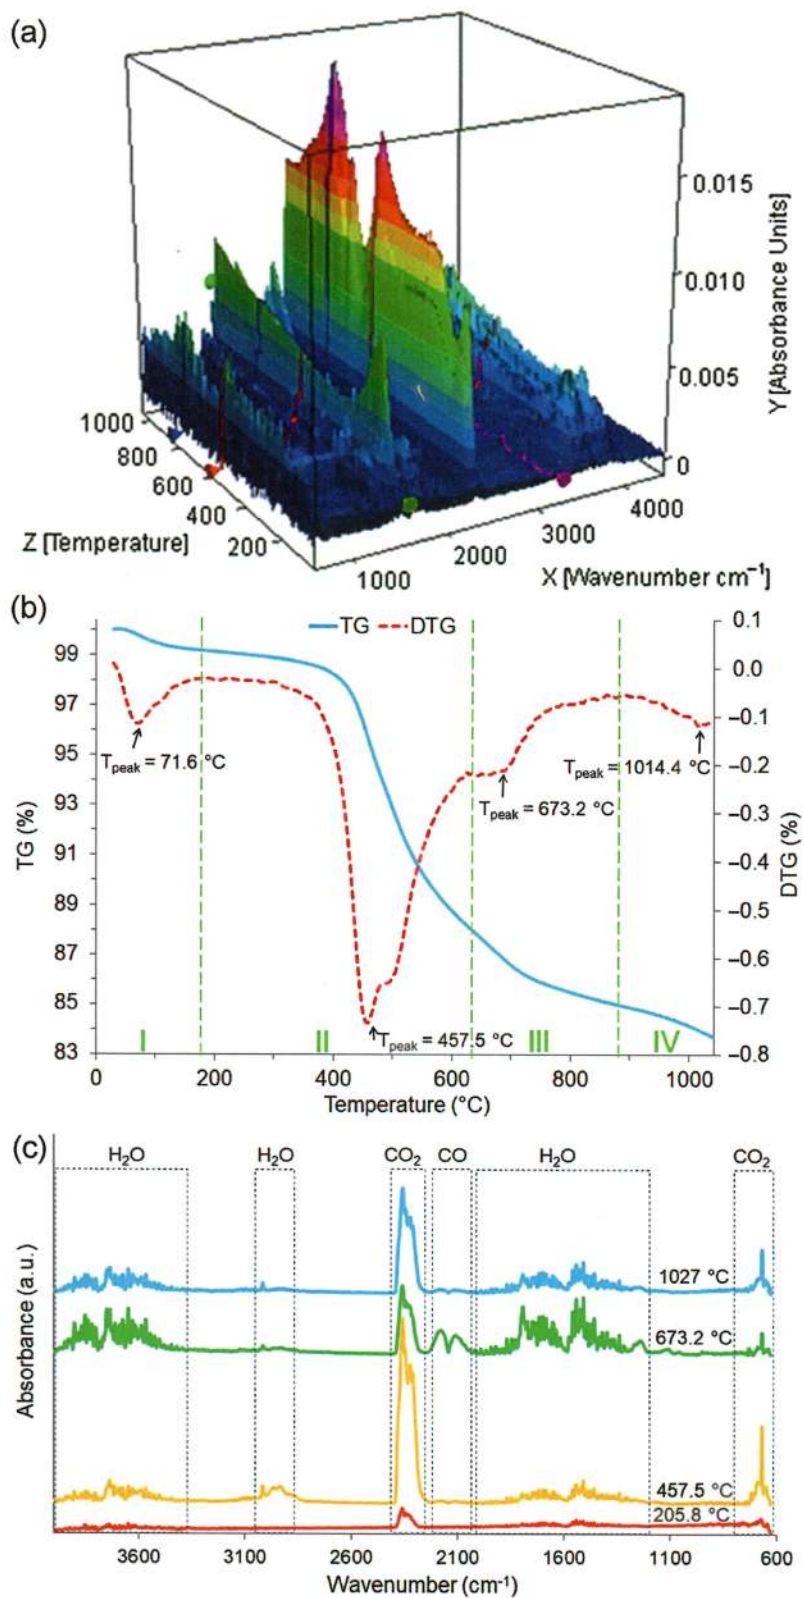 (a)
0.015
0.010
0.005
0
Y [Absorbance Units]
1000
800
600
400
200
Z [Temperature]
1000
2000
3000
4000
X [Wavenumber cm⁻¹]
(b)
TG
DTG
99
97
95
93
91
89
87
85
83
TG (%)
0.1
0.0
–0.1
–0.2
–0.3
–0.4
–0.5
–0.6
–0.7
–0.8
DTG (%)
T_peak = 71.6 °C
T_peak = 1014.4 °C
T_peak = 673.2 °C
T_peak = 457.5 °C
I
II
III
IV
0
200
400
600
800
1000
Temperature (°C)
(c)
H₂O
H₂O
CO₂
CO
H₂O
CO₂
1027 °C
673.2 °C
457.5 °C
205.8 °C
Absorbance (a.u.)
3600
3100
2600
2100
1600
1100
600
Wavenumber (cm⁻¹)